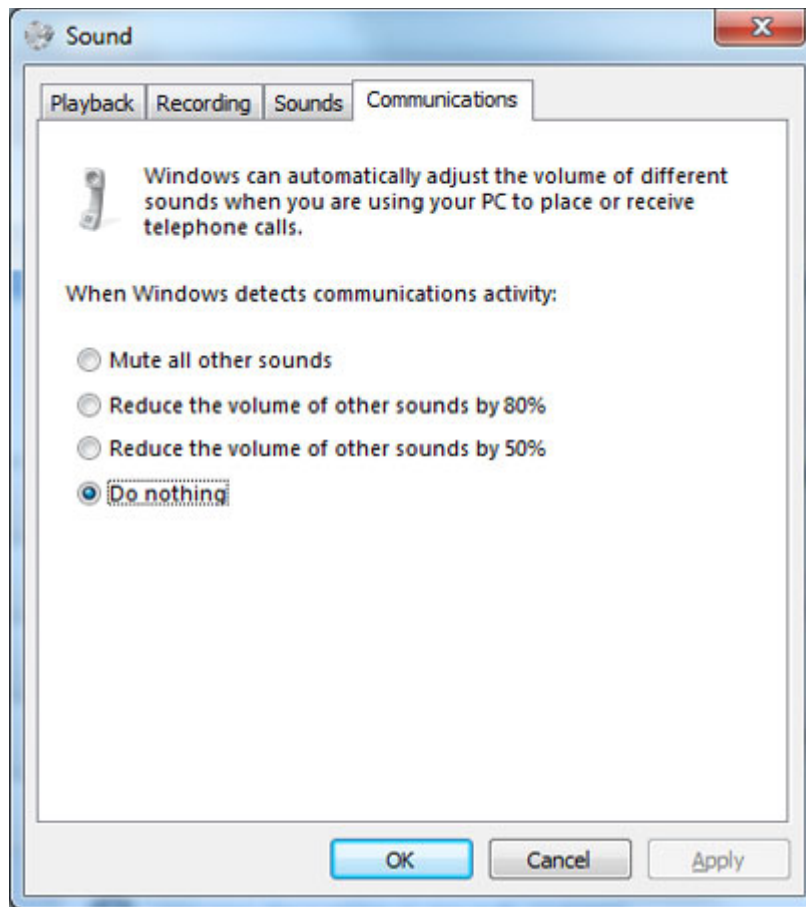 Sound
Playback Recording Sounds Communications
Windows can automatically adjust the volume of different
sounds when you are using your PC to place or receive
telephone calls.
When Windows detects communications activity:
Mute all other sounds
Reduce the volume of other sounds by 80%
Reduce the volume of other sounds by 50%
Do nothing
OK Cancel Apply